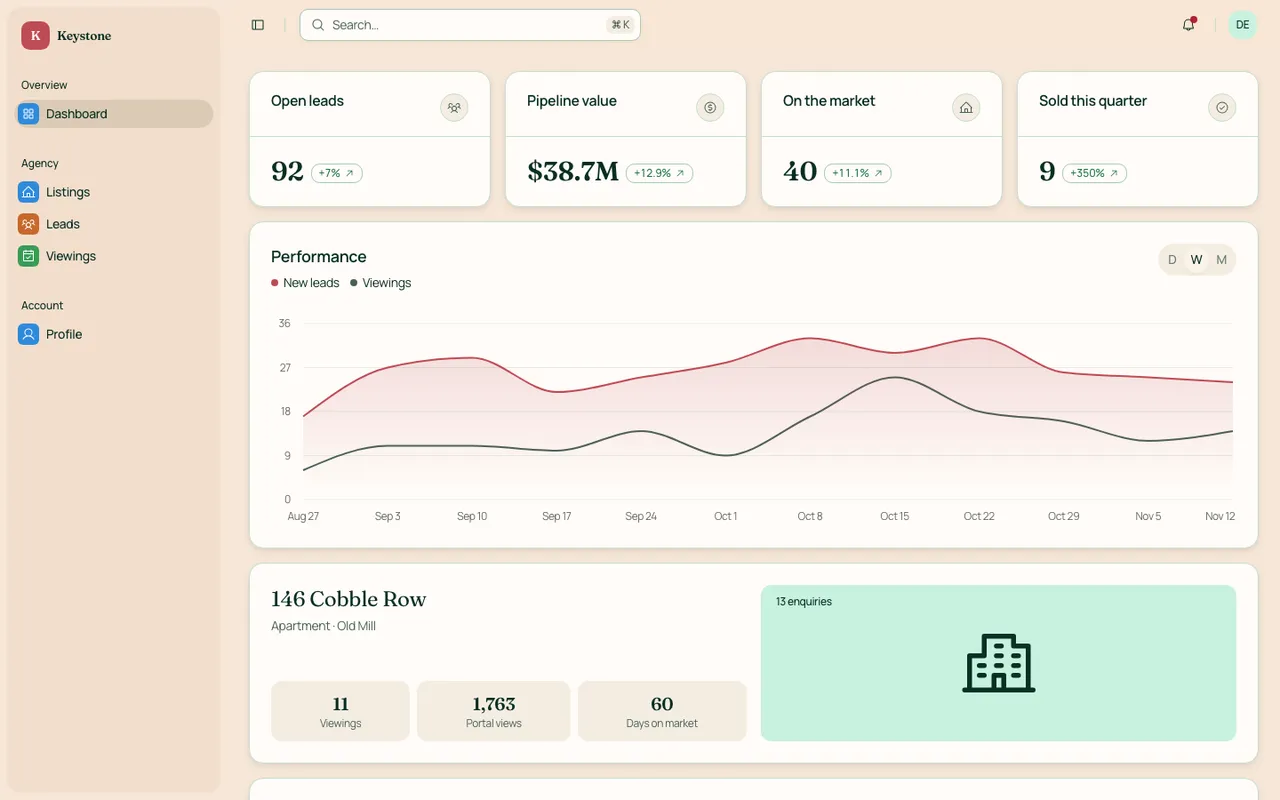 K Keystone
Search...
⌘ K
DE
Overview
Dashboard
Agency
Listings
Leads
Viewings
Account
Profile
Open leads
92 +7% ↗
Pipeline value
$38.7M +12.9% ↗
On the market
40 +11.1% ↗
Sold this quarter
9 +350% ↗
Performance
D W M
New leads Viewings
36
27
18
9
0
Aug 27 Sep 3 Sep 10 Sep 17 Sep 24 Oct 1 Oct 8 Oct 15 Oct 22 Oct 29 Nov 5 Nov 12
146 Cobble Row
Apartment · Old Mill
11
Viewings
1,763
Portal views
60
Days on market
13 enquiries